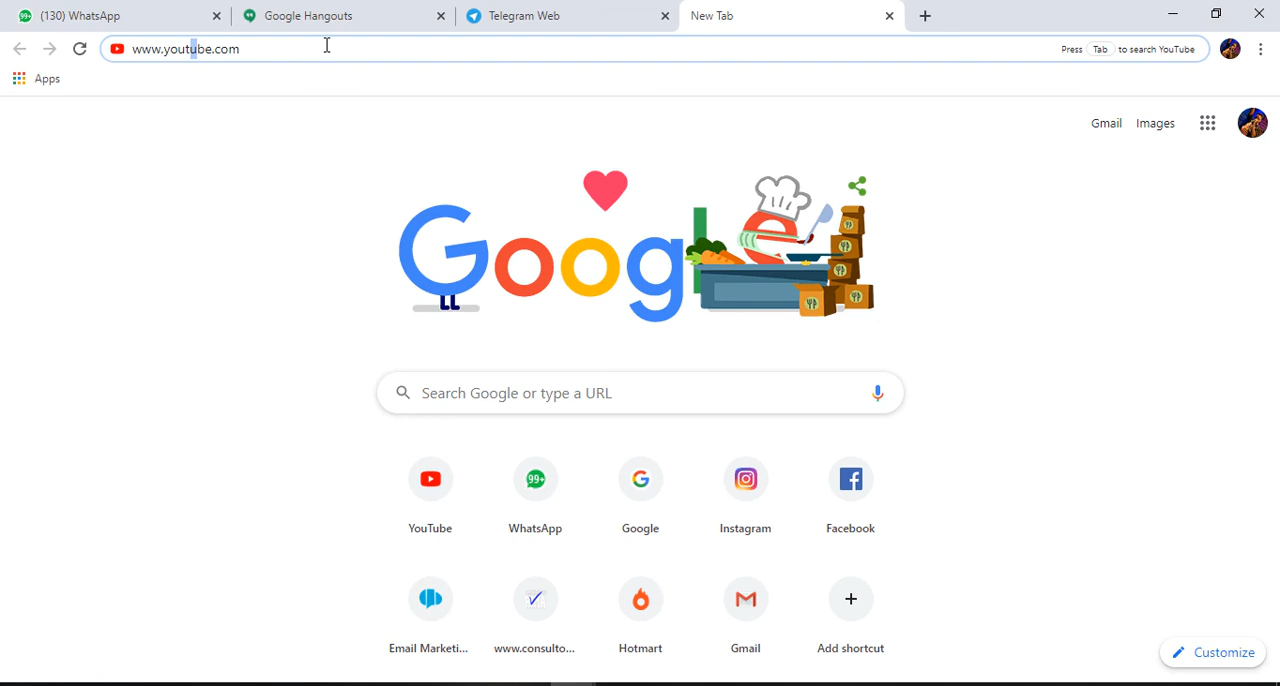 99+ (130) WhatsApp
Google Hangouts
Telegram Web
New Tab
www.youtube.com
Press Tab to search YouTube
Apps
Gmail Images
Google
Search Google or type a URL
99+
YouTube WhatsApp Google Instagram Facebook
Email Marketi... www.consulto... Hotmart Gmail Add shortcut
Customize